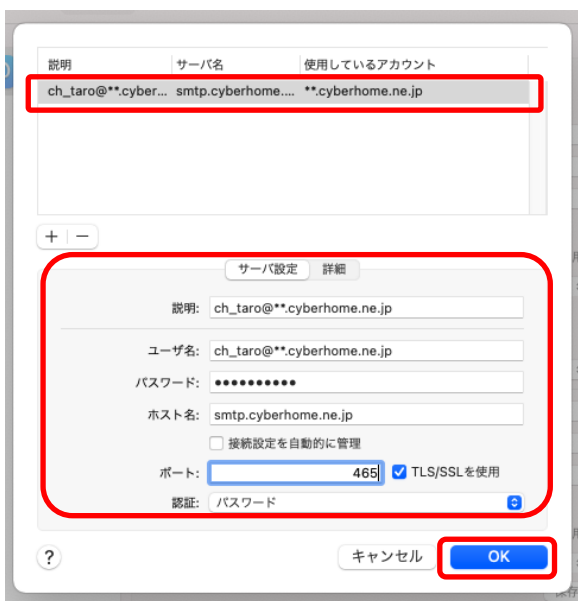 説明 サーバ名 使用しているアカウント
ch_taro@**.cyber... smtp.cyberhome.... **.cyberhome.ne.jp
+ −
サーバ設定 詳細
説明: ch_taro@**.cyberhome.ne.jp
ユーザ名: ch_taro@**.cyberhome.ne.jp
パスワード: ●●●●●●●●●●
ホスト名: smtp.cyberhome.ne.jp
接続設定を自動的に管理
ポート: 465 TLS/SSLを使用
認証: パスワード
? キャンセル OK